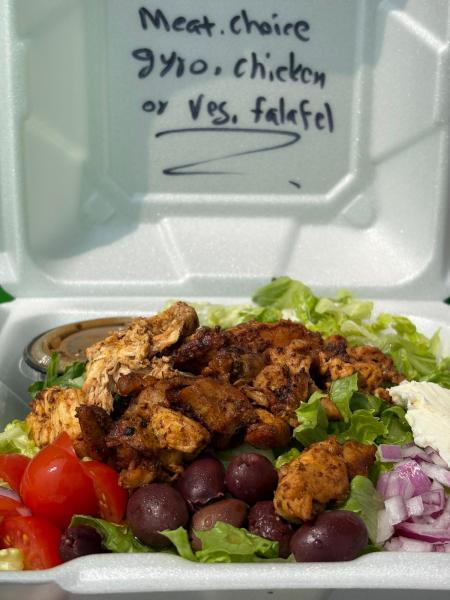 Meat. choice
gyro. chicken
or veg. falafel